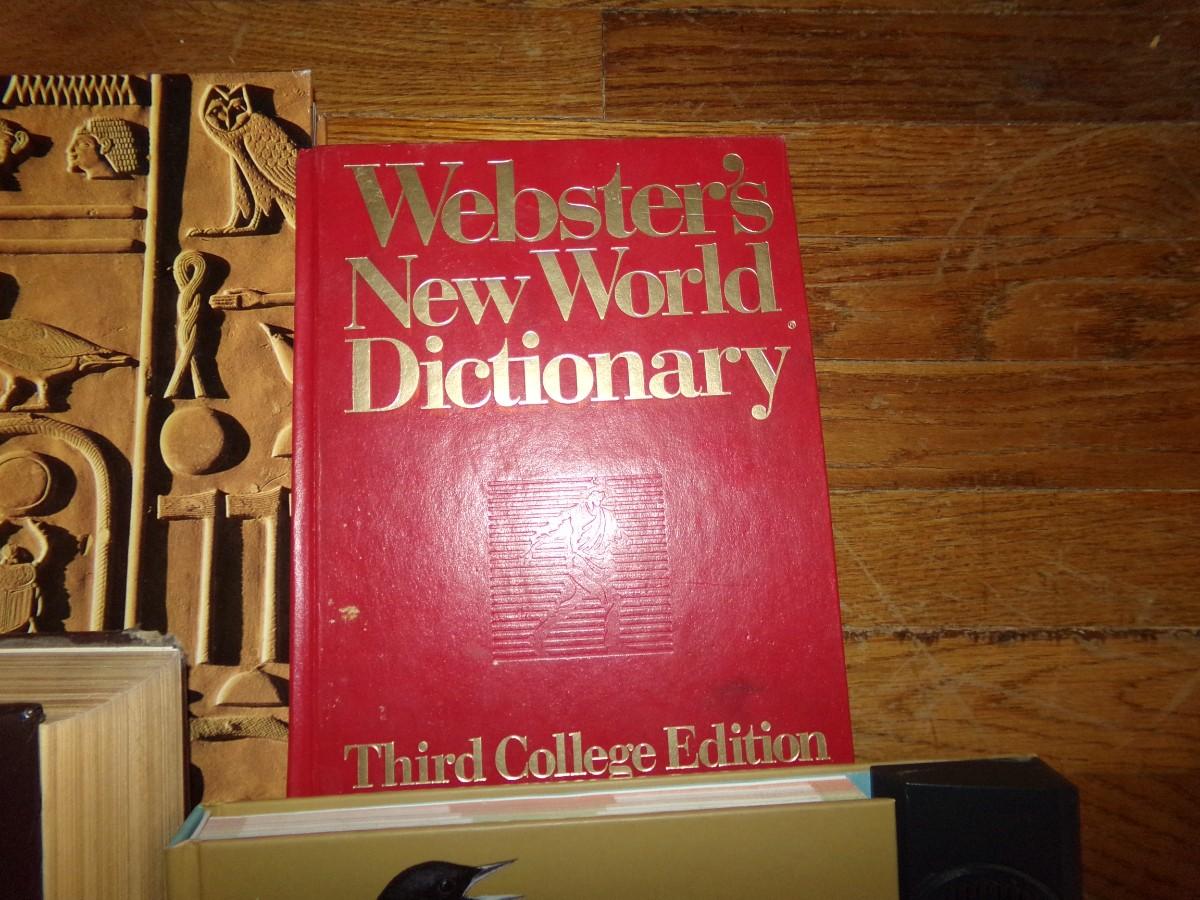 Webster's
New World
Dictionary®
Third College Edition